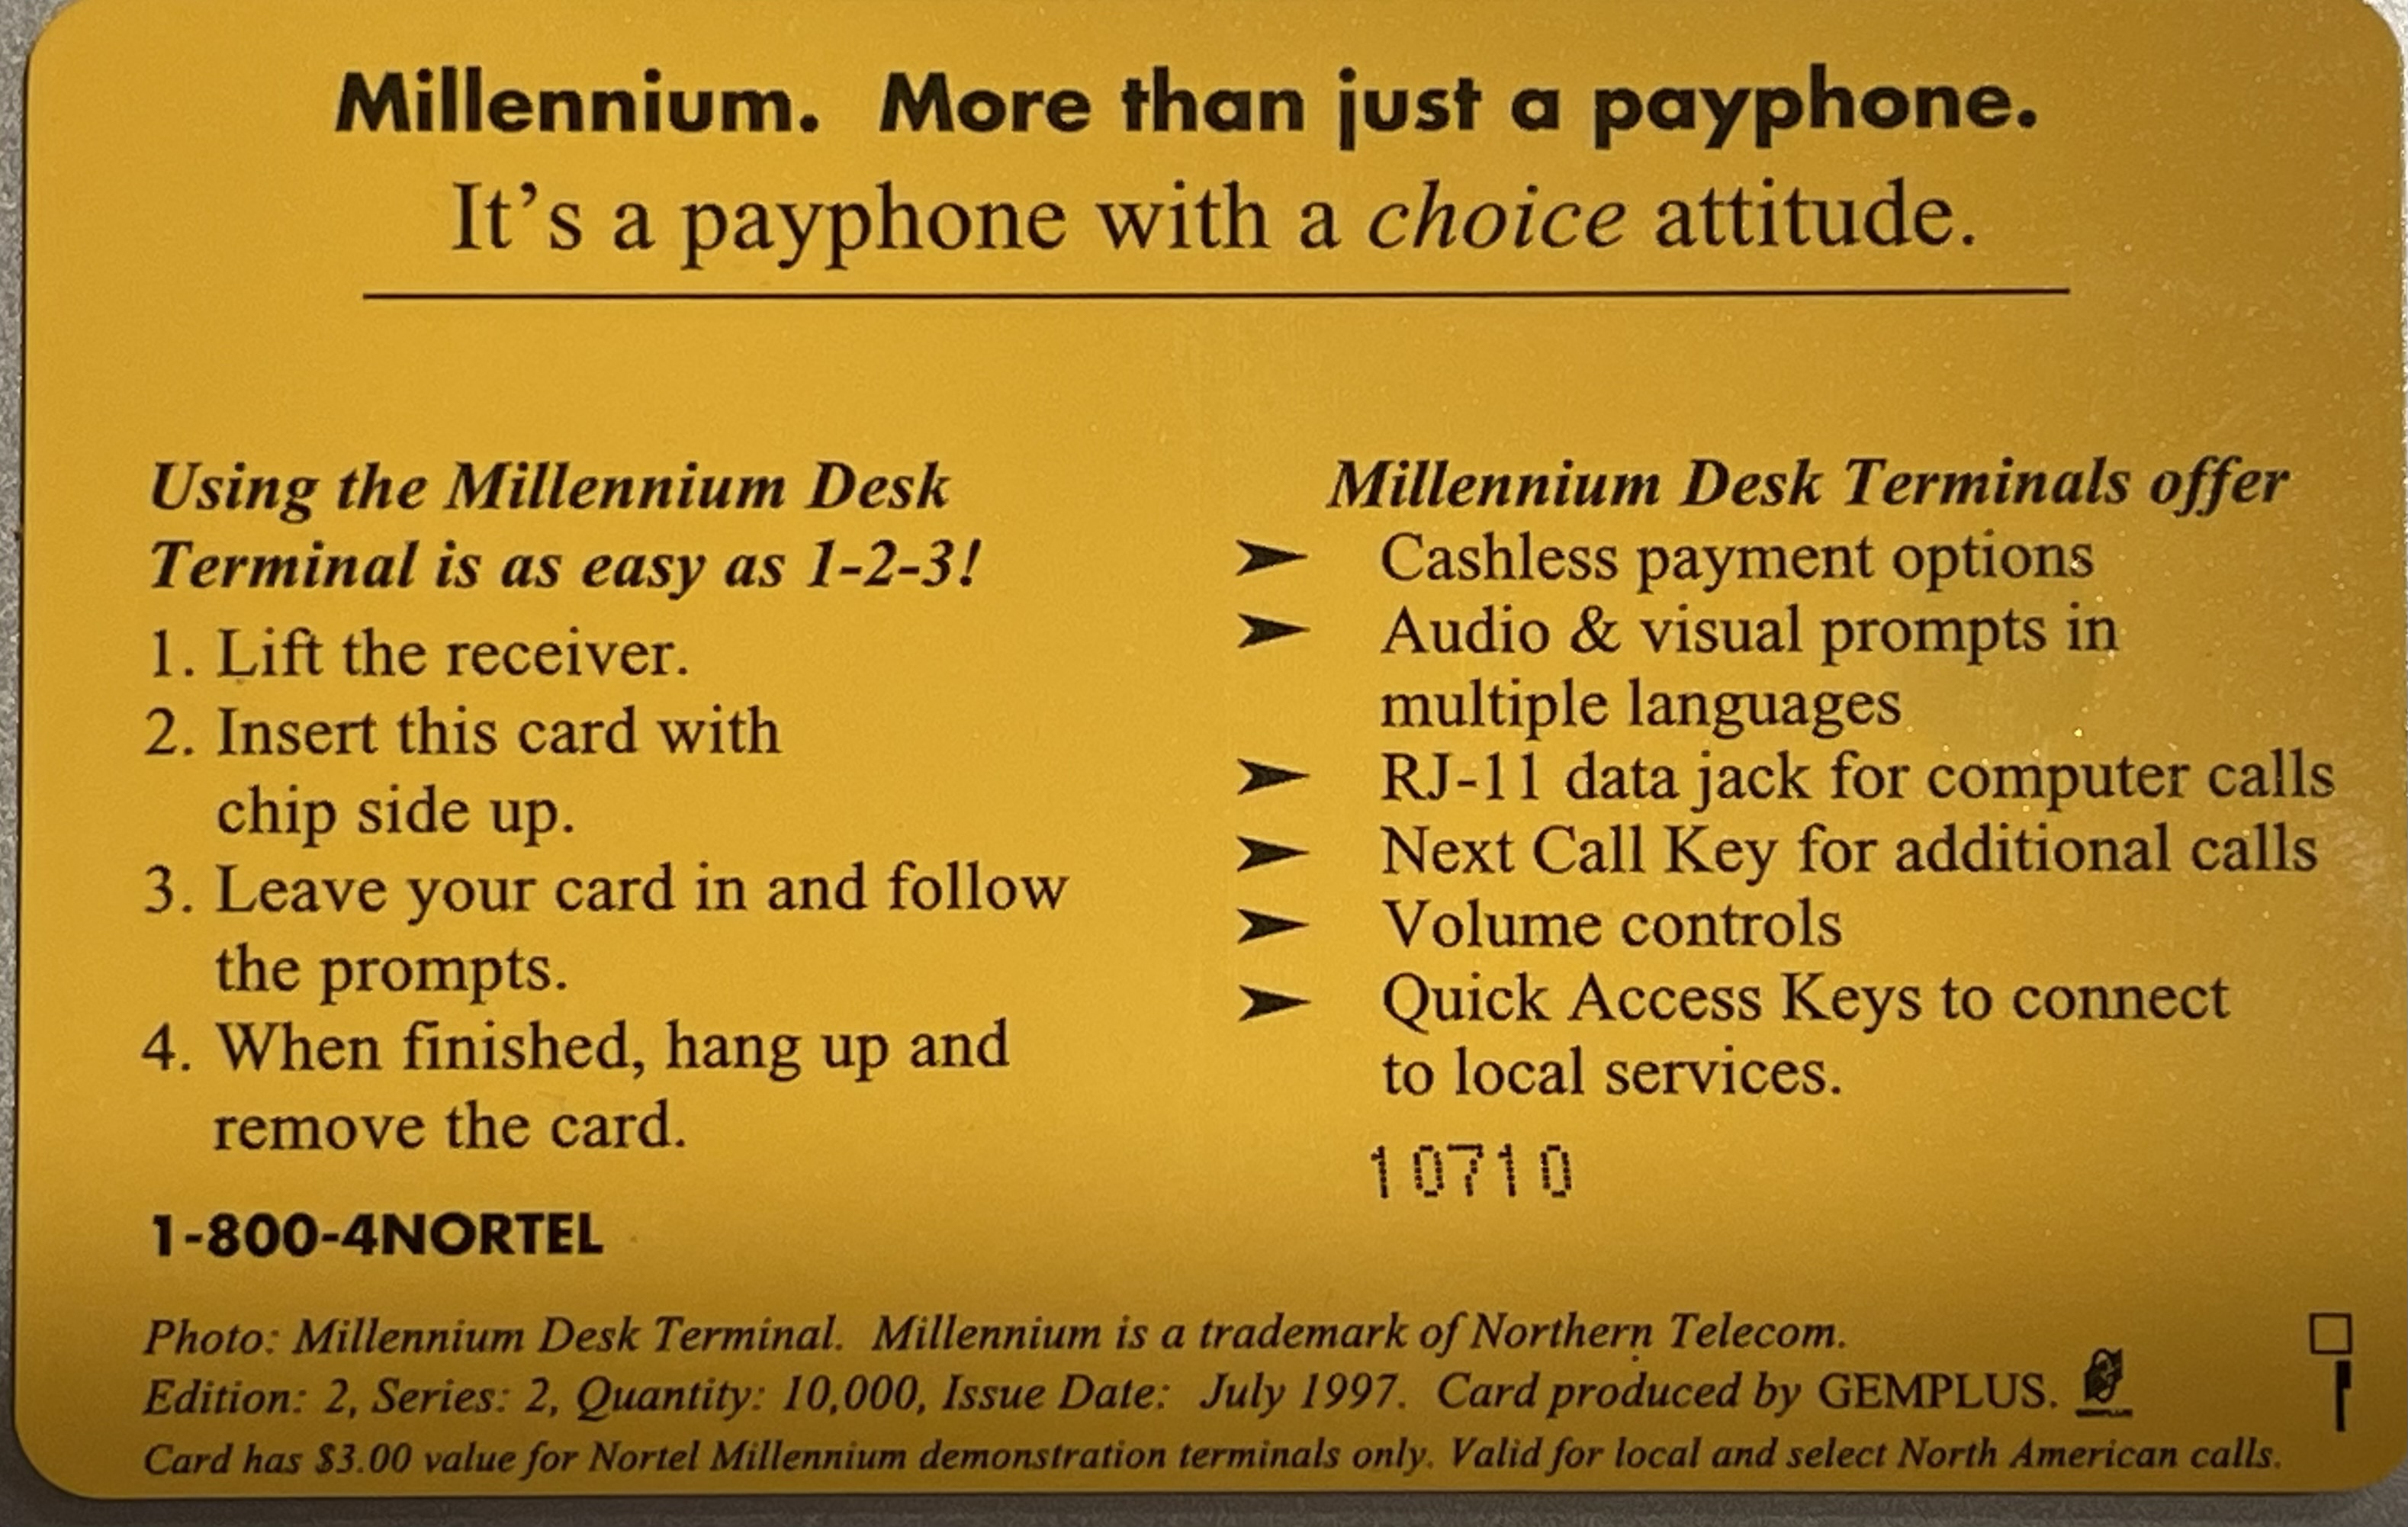 Millennium. More than just a payphone.
It's a payphone with a choice attitude.
Using the Millennium Desk
Terminal is as easy as 1-2-3!
1. Lift the receiver.
2. Insert this card with
chip side up.
3. Leave your card in and follow
the prompts.
4. When finished, hang up and
remove the card.
1-800-4NORTEL
Millennium Desk Terminals offer
➤ Cashless payment options
➤ Audio & visual prompts in
multiple languages
➤ RJ-11 data jack for computer calls
➤ Next Call Key for additional calls
➤ Volume controls
➤ Quick Access Keys to connect
to local services.
10710
Photo: Millennium Desk Terminal. Millennium is a trademark of Northern Telecom.
Edition: 2, Series: 2, Quantity: 10,000, Issue Date: July 1997. Card produced by GEMPLUS.
Card has $3.00 value for Nortel Millennium demonstration terminals only. Valid for local and select North American calls.